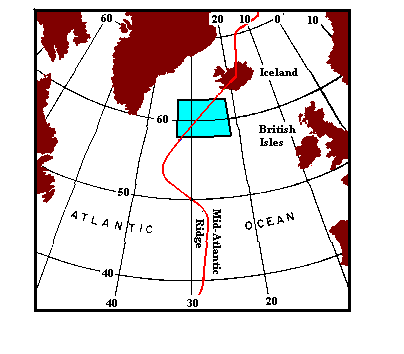 60 20 10 0 10
Iceland
60
British
Isles
50
ATLANTIC OCEAN
Mid-Atlantic
Ridge
40
40 30 20